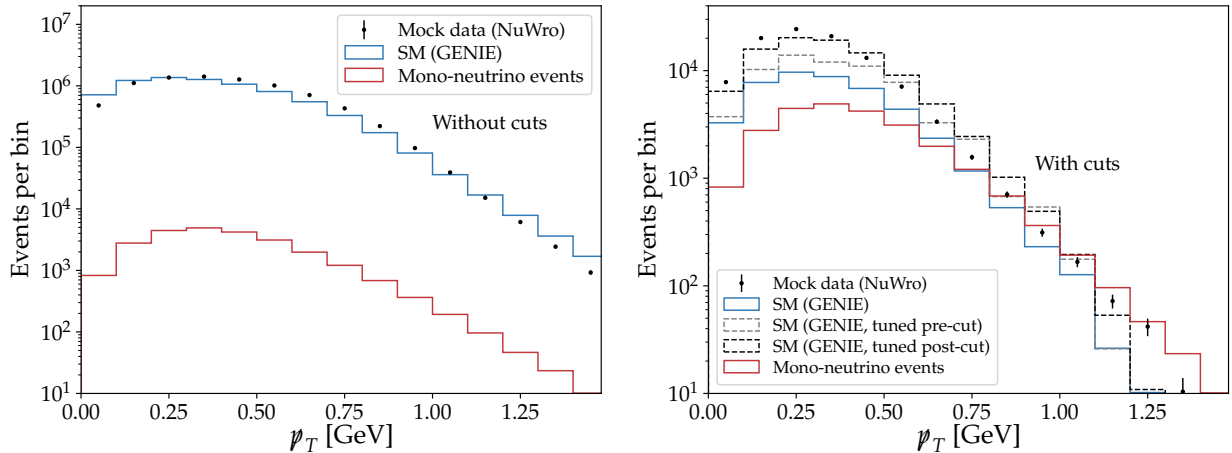 Events per bin
10^7
10^6
10^5
10^4
10^3
10^2
10^1
Mock data (NuWro)
SM (GENIE)
Mono-neutrino events
Without cuts
0.00 0.25 0.50 0.75 1.00 1.25
p̸_T [GeV]
Events per bin
10^4
10^3
10^2
10^1
With cuts
Mock data (NuWro)
SM (GENIE)
SM (GENIE, tuned pre-cut)
SM (GENIE, tuned post-cut)
Mono-neutrino events
0.00 0.25 0.50 0.75 1.00 1.25
p̸_T [GeV]